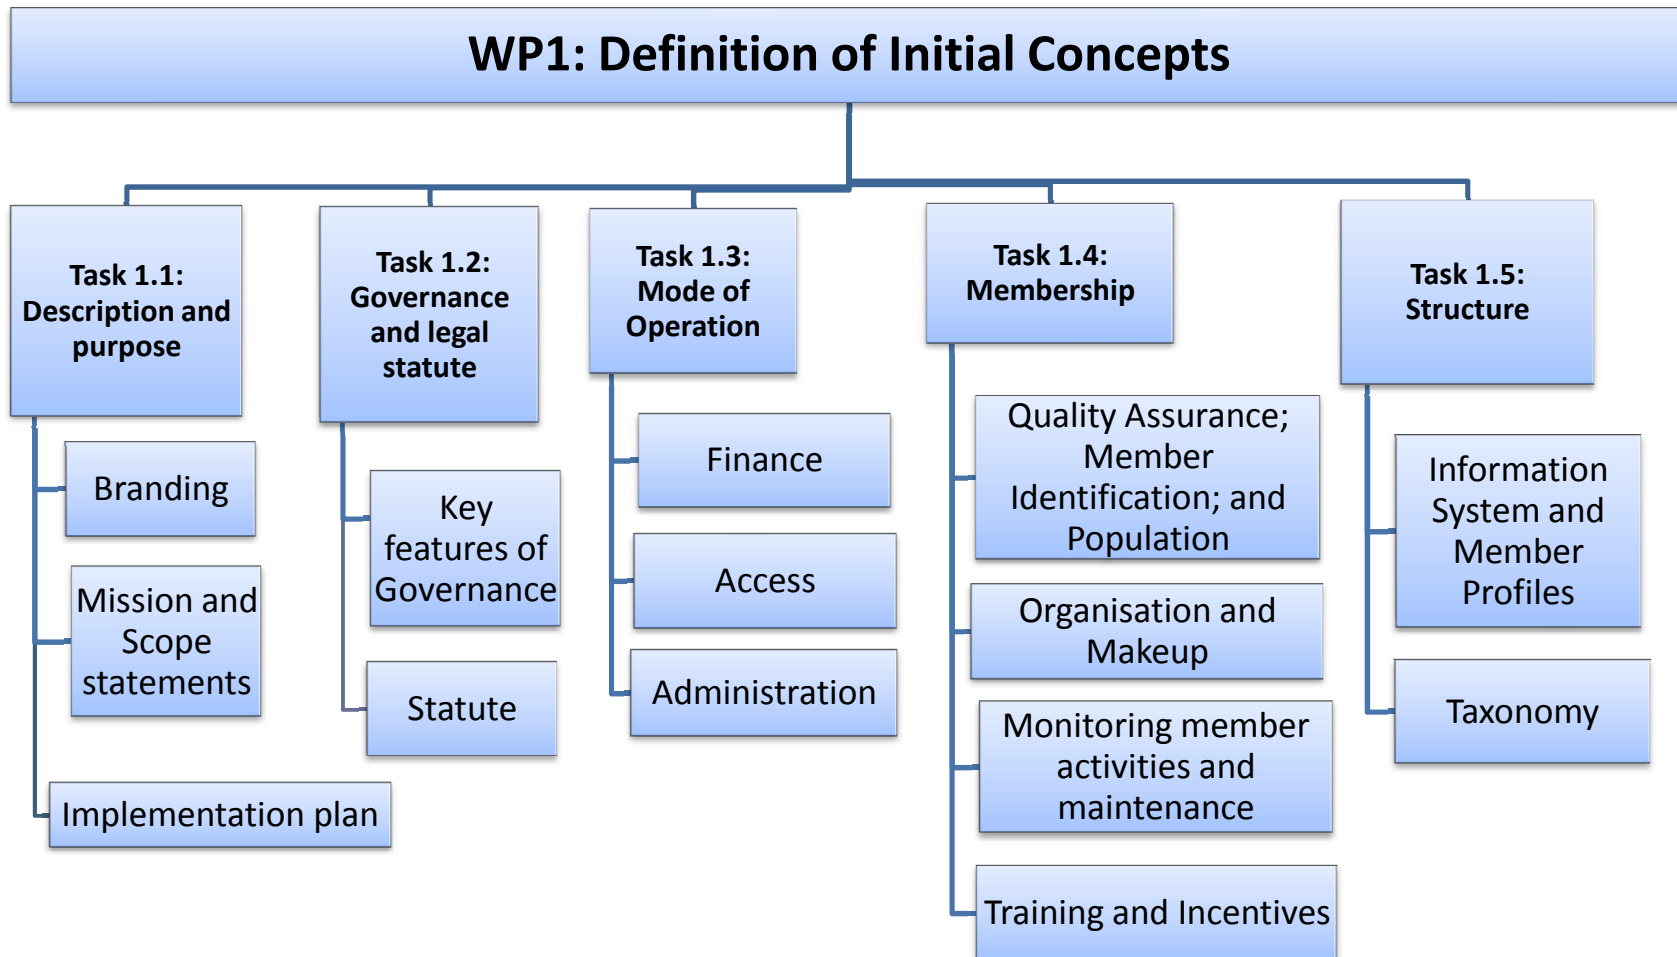 WP1: Definition of Initial Concepts
Task 1.1:
Description and
purpose
Branding
Mission and
Scope
statements
Implementation plan
Task 1.2:
Governance
and legal
statute
Key
features of
Governance
Statute
Task 1.3:
Mode of
Operation
Finance
Access
Administration
Task 1.4:
Membership
Quality Assurance;
Member
Identification; and
Population
Organisation and
Makeup
Monitoring member
activities and
maintenance
Training and Incentives
Task 1.5:
Structure
Information
System and
Member
Profiles
Taxonomy